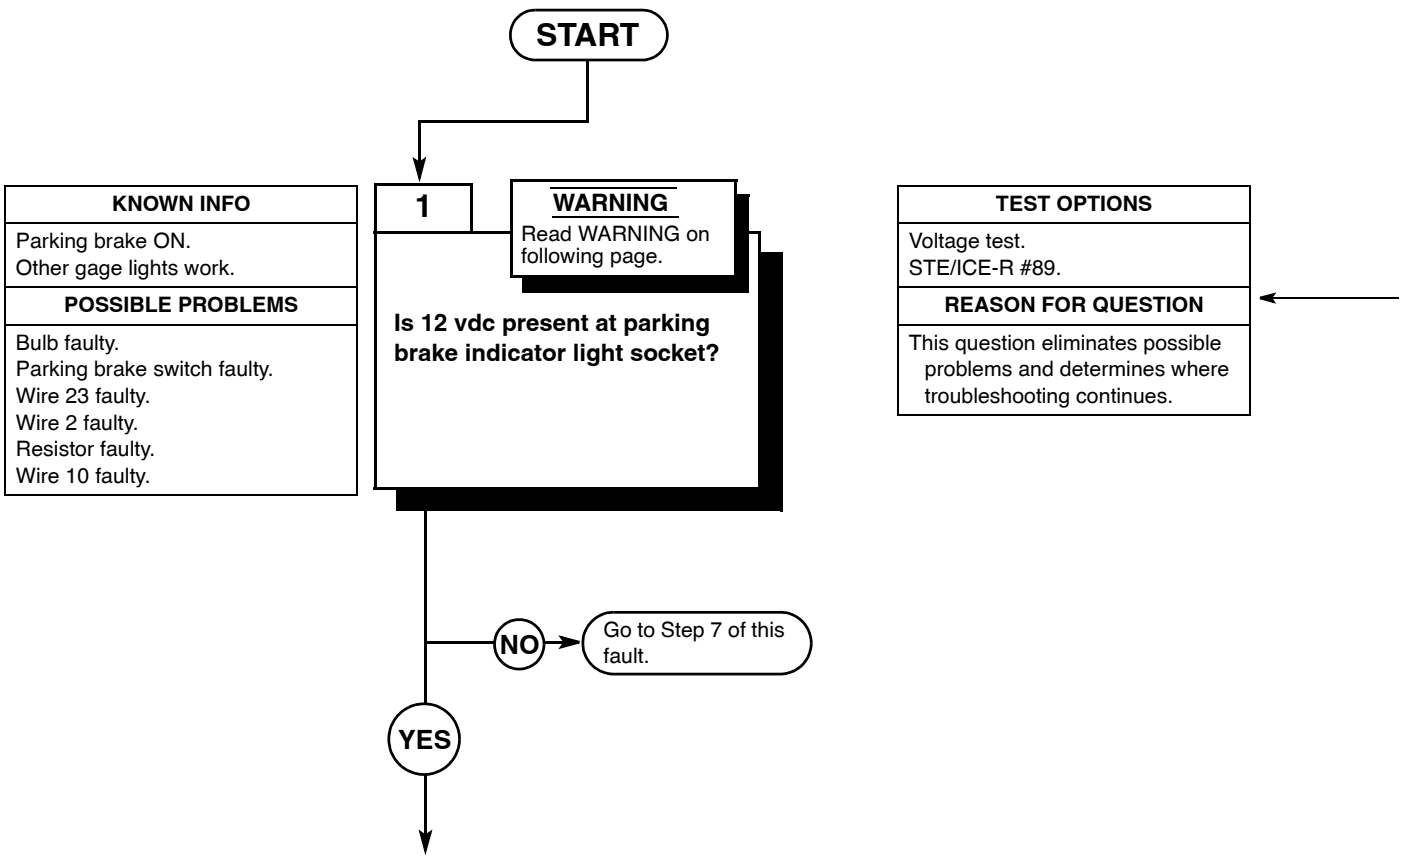 START
KNOWN INFO
Parking brake ON.
Other gage lights work.
POSSIBLE PROBLEMS
Bulb faulty.
Parking brake switch faulty.
Wire 23 faulty.
Wire 2 faulty.
Resistor faulty.
Wire 10 faulty.
1
WARNING
Read WARNING on
following page.
Is 12 vdc present at parking
brake indicator light socket?
TEST OPTIONS
Voltage test.
STE/ICE-R #89.
REASON FOR QUESTION
This question eliminates possible
problems and determines where
troubleshooting continues.
NO
Go to Step 7 of this
fault.
YES